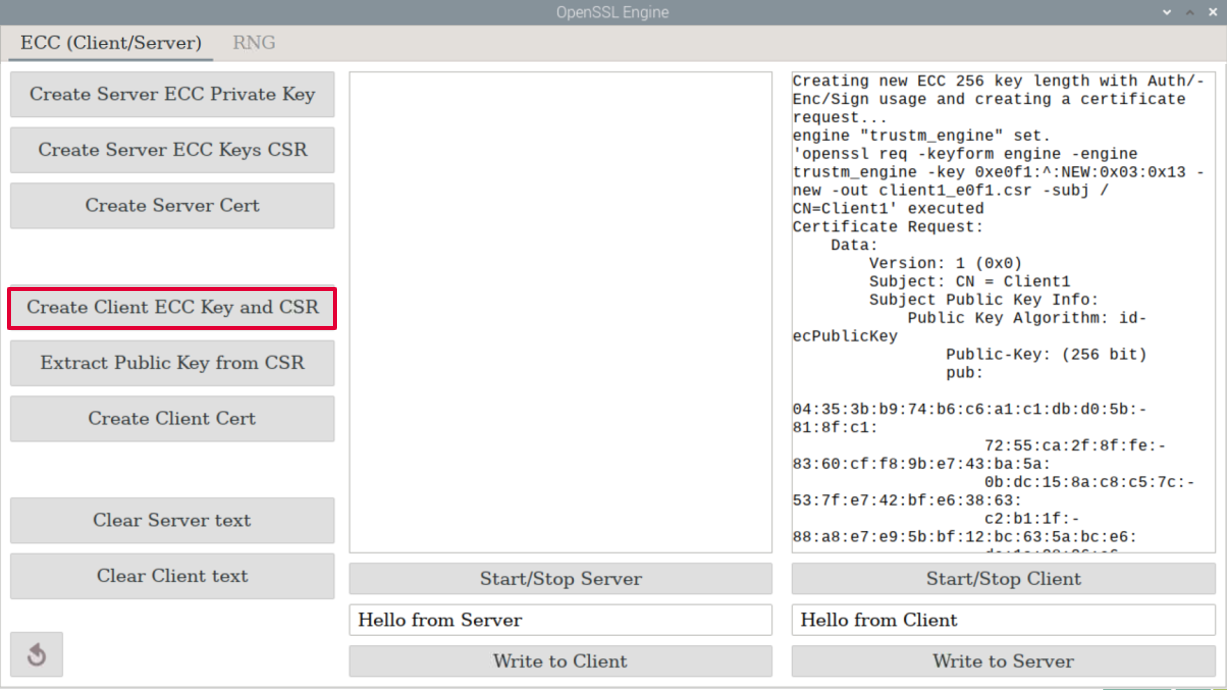 OpenSSL Engine
ECC (Client/Server)
RNG
Create Server ECC Private Key
Create Server ECC Keys CSR
Create Server Cert
Create Client ECC Key and CSR
Extract Public Key from CSR
Create Client Cert
Clear Server text
Clear Client text
Start/Stop Server
Hello from Server
Write to Client
Creating new ECC 256 key length with Auth/-
Enc/Sign usage and creating a certificate
request...
engine "trustm_engine" set.
'openssl req -keyform engine -engine
trustm_engine -key 0xe0f1:^:NEW:0x03:0x13 -
new -out client1_e0f1.csr -subj /
CN=Client1' executed
Certificate Request:
Data:
Version: 1 (0x0)
Subject: CN = Client1
Subject Public Key Info:
Public Key Algorithm: id-
ecPublicKey
Public-Key: (256 bit)
pub:
04:35:3b:b9:74:b6:c6:a1:c1:db:d0:5b:-
81:8f:c1:
72:55:ca:2f:8f:fe:-
83:60:cf:f8:9b:e7:43:ba:5a:
0b:dc:15:8a:c8:c5:7c:-
53:7f:e7:42:bf:e6:38:63:
c2:b1:1f:-
88:a8:e7:e9:5b:bf:12:bc:63:5a:bc:e6:
Start/Stop Client
Hello from Client
Write to Server